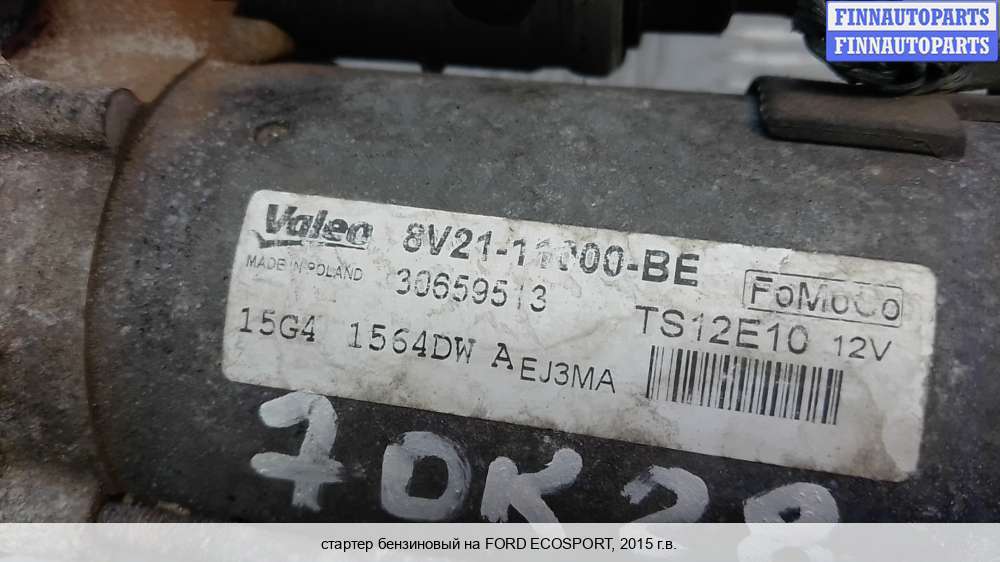 FINNAUTOPARTS
FINNAUTOPARTS
Valeo 8V21-11000-BE
MADE IN POLAND 30659513 FoMoCo
TS12E10 12V
15G4 1564DW A EJ3MA
7DK28
стартер бензиновый на FORD ECOSPORT, 2015 г.в.